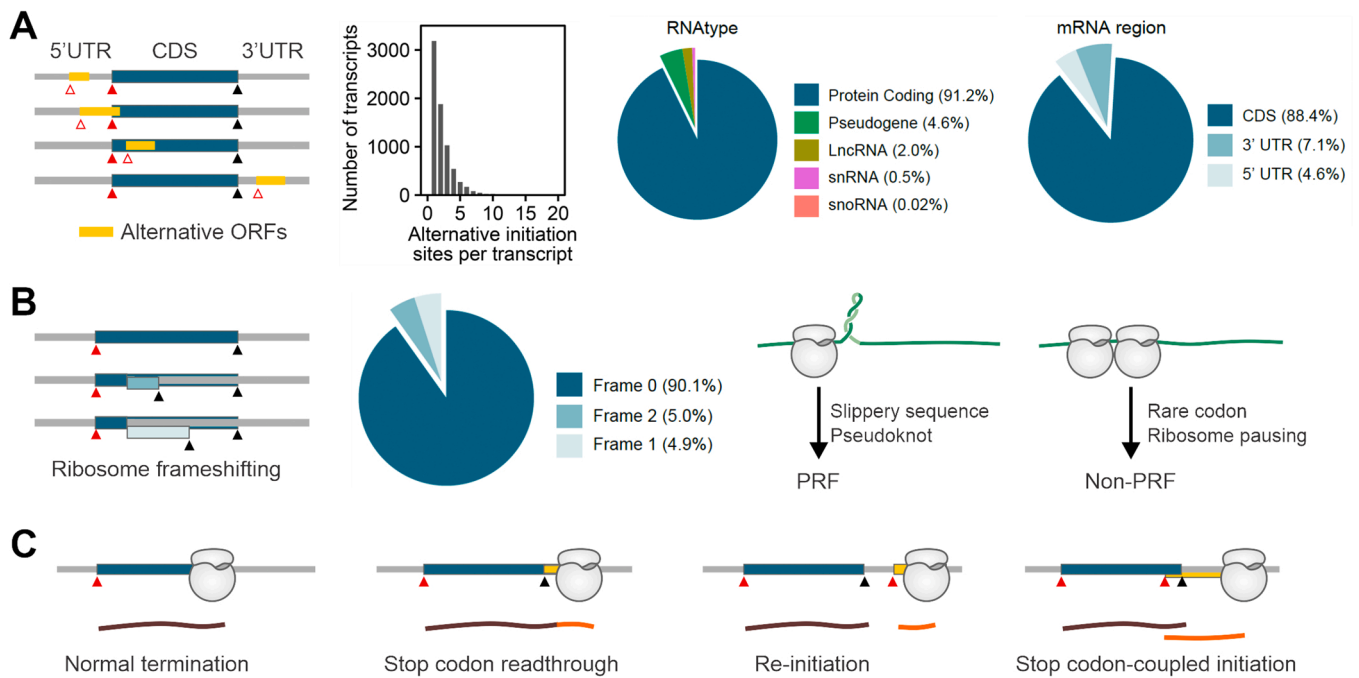 A
5'UTR CDS 3'UTR
Alternative ORFs
Number of transcripts
3000
2000
1000
0
0 5 10 15 20
Alternative initiation
sites per transcript
RNAtype
Protein Coding (91.2%)
Pseudogene (4.6%)
LncRNA (2.0%)
snRNA (0.5%)
snoRNA (0.02%)
mRNA region
CDS (88.4%)
3' UTR (7.1%)
5' UTR (4.6%)
B
Ribosome frameshifting
Frame 0 (90.1%)
Frame 2 (5.0%)
Frame 1 (4.9%)
Slippery sequence
Pseudoknot
PRF
Rare codon
Ribosome pausing
Non-PRF
C
Normal termination
Stop codon readthrough
Re-initiation
Stop codon-coupled initiation